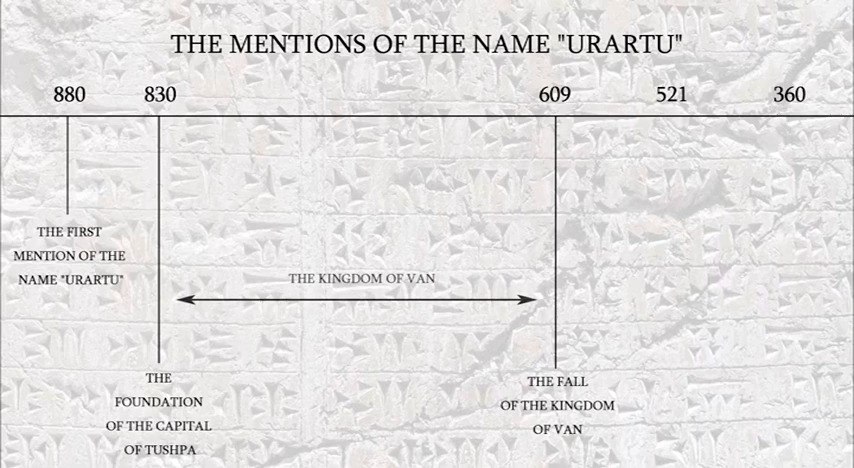 THE MENTIONS OF THE NAME "URARTU"
880 830 609 521 360
THE FIRST
MENTION OF THE
NAME "URARTU"
THE KINGDOM OF VAN
THE
FOUNDATION
OF THE CAPITAL
OF TUSHPA
THE FALL
OF THE KINGDOM
OF VAN